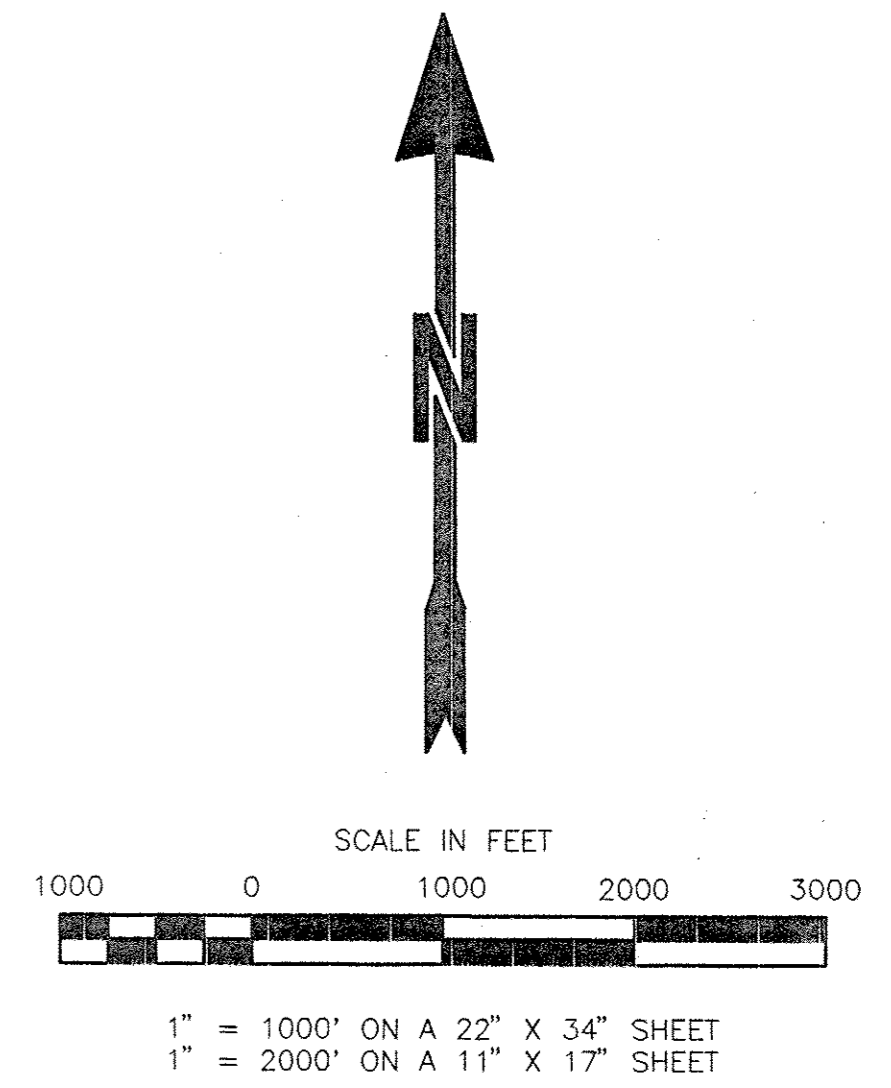 N
SCALE IN FEET
1000 0 1000 2000 3000
1" = 1000' ON A 22" X 34" SHEET
1" = 2000' ON A 11" X 17" SHEET